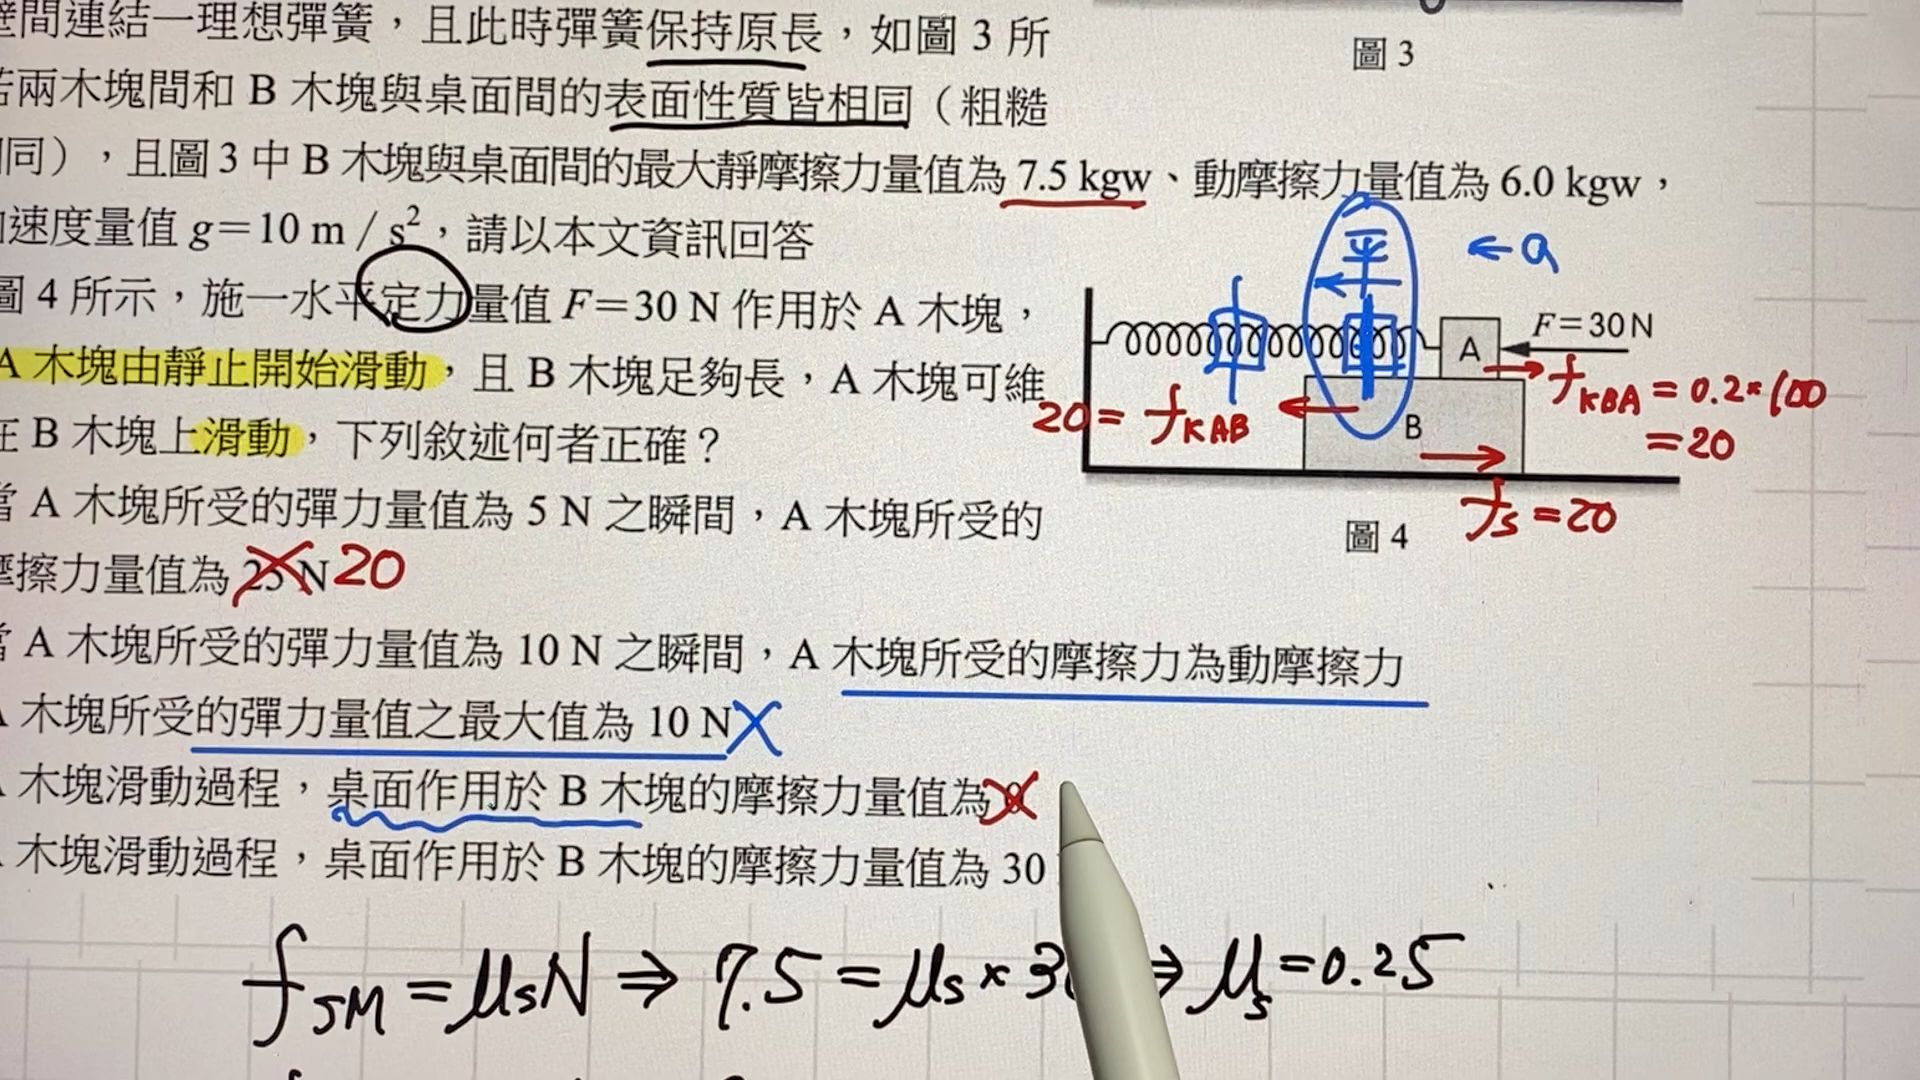 間連結一理想彈簧，且此時彈簧保持原長，如圖 3 所
圖 3
兩木塊間和 B 木塊與桌面間的表面性質皆相同（粗糙
同），且圖 3 中 B 木塊與桌面間的最大靜摩擦力量值為 7.5 kgw、動摩擦力量值為 6.0 kgw，
速度量值 g=10 m / s²，請以本文資訊回答
平
← a
圖 4 所示，施一水平定力量值 F=30 N 作用於 A 木塊，
A
F=30 N
A 木塊由靜止開始滑動，且 B 木塊足夠長，A 木塊可維
fKBA = 0.2×100
=20
20 = fKAB
B
在 B 木塊上滑動，下列敘述何者正確？
fs =20
圖 4
當 A 木塊所受的彈力量值為 5 N 之瞬間，A 木塊所受的
摩擦力量值為 25 N 20
當 A 木塊所受的彈力量值為 10 N 之瞬間，A 木塊所受的摩擦力為動摩擦力
木塊所受的彈力量值之最大值為 10 N X
木塊滑動過程，桌面作用於 B 木塊的摩擦力量值為
木塊滑動過程，桌面作用於 B 木塊的摩擦力量值為 30
fsM = μsN ⇒ 7.5 = μs × 3 ⇒ μs = 0.25